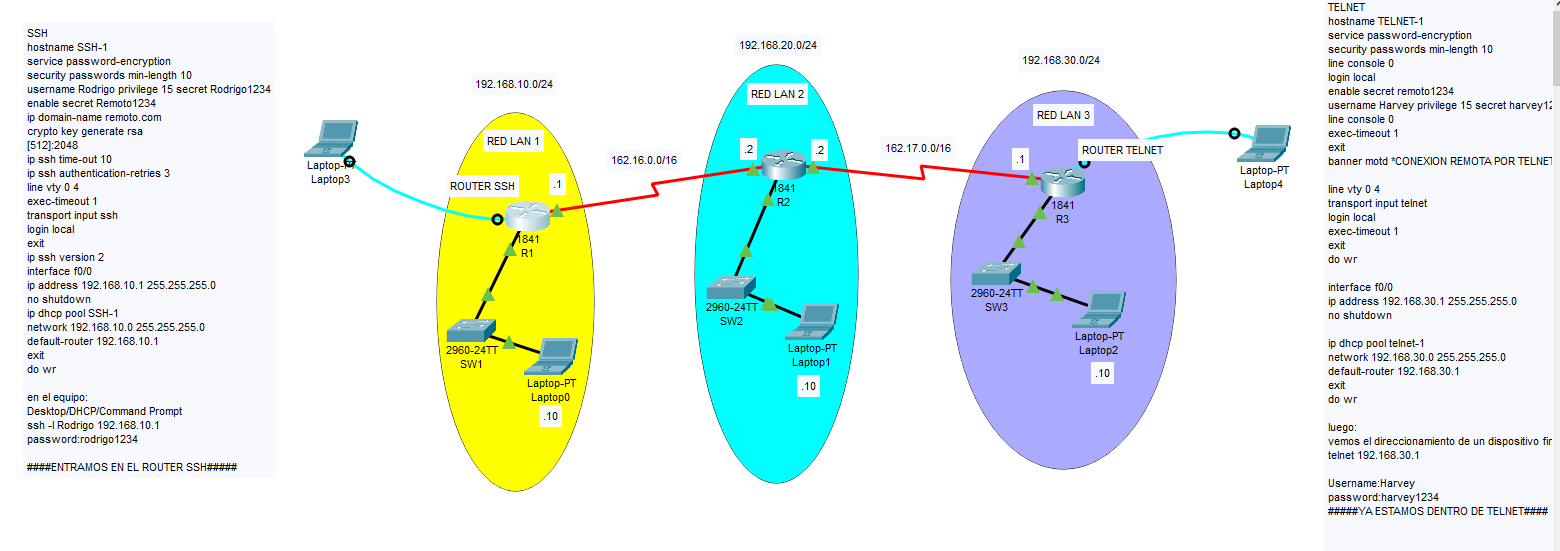 SSH
hostname SSH-1
service password-encryption
security passwords min-length 10
username Rodrigo privilege 15 secret Rodrigo1234
enable secret Remoto1234
ip domain-name remoto.com
crypto key generate rsa
[512]:2048
ip ssh time-out 10
ip ssh authentication-retries 3
line vty 0 4
exec-timeout 1
transport input ssh
login local
exit
ip ssh version 2
interface f0/0
ip address 192.168.10.1 255.255.255.0
no shutdown
ip dhcp pool SSH-1
network 192.168.10.0 255.255.255.0
default-router 192.168.10.1
exit
do wr
en el equipo:
Desktop/DHCP/Command Prompt
ssh -l Rodrigo 192.168.10.1
password:rodrigo1234
####ENTRAMOS EN EL ROUTER SSH#####
Laptop-PT
Laptop3
192.168.10.0/24
RED LAN 1
ROUTER SSH
.1
1841
R1
2960-24TT
SW1
Laptop-PT
Laptop0
.10
162.16.0.0/16
192.168.20.0/24
RED LAN 2
.2
.2
1841
R2
2960-24TT
SW2
Laptop-PT
Laptop1
.10
162.17.0.0/16
192.168.30.0/24
RED LAN 3
ROUTER TELNET
.1
1841
R3
2960-24TT
SW3
Laptop-PT
Laptop2
.10
Laptop-PT
Laptop4
TELNET
hostname TELNET-1
service password-encryption
security passwords min-length 10
line console 0
login local
enable secret remoto1234
username Harvey privilege 15 secret harvey12
line console 0
exec-timeout 1
exit
banner motd *CONEXION REMOTA POR TELNET
line vty 0 4
transport input telnet
login local
exec-timeout 1
exit
do wr
interface f0/0
ip address 192.168.30.1 255.255.255.0
no shutdown
ip dhcp pool telnet-1
network 192.168.30.0 255.255.255.0
default-router 192.168.30.1
exit
do wr
luego:
vemos el direccionamiento de un dispositivo fin
telnet 192.168.30.1
Username:Harvey
password:harvey1234
#####YA ESTAMOS DENTRO DE TELNET####